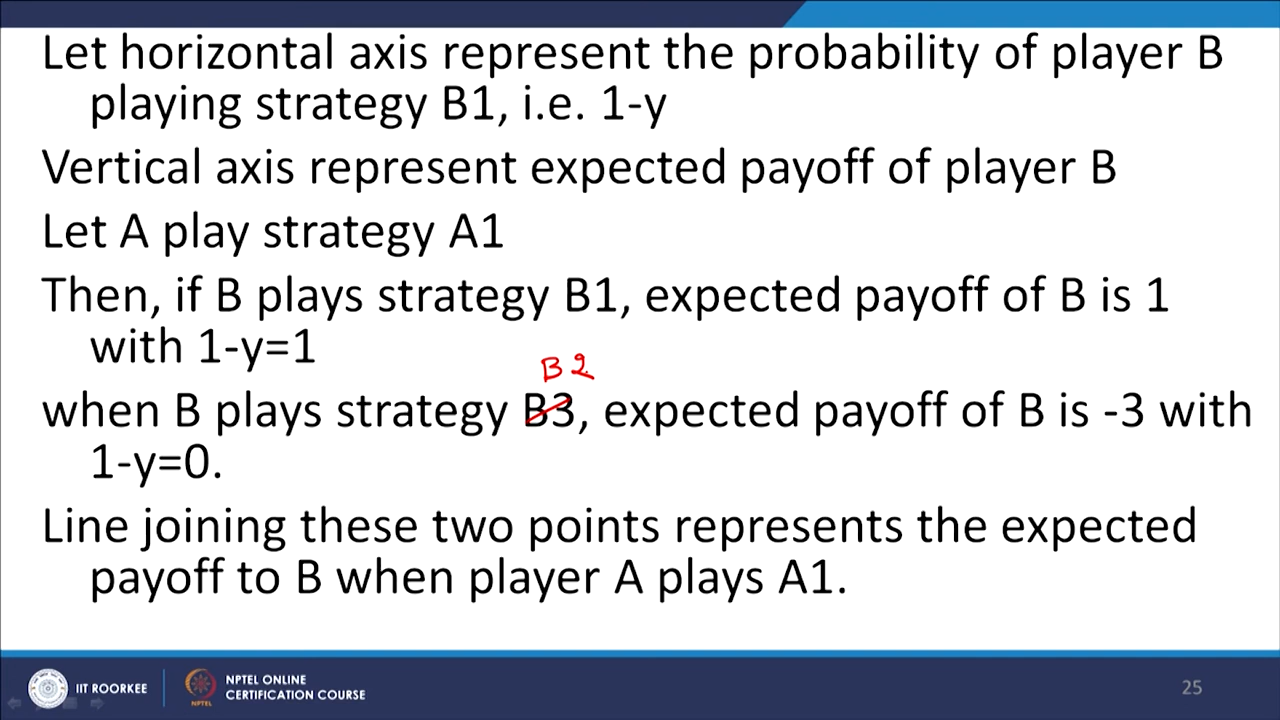 Let horizontal axis represent the probability of player B
playing strategy B1, i.e. 1-y
Vertical axis represent expected payoff of player B
Let A play strategy A1
Then, if B plays strategy B1, expected payoff of B is 1
with 1-y=1
B2
when B plays strategy B3, expected payoff of B is -3 with
1-y=0.
Line joining these two points represents the expected
payoff to B when player A plays A1.
IIT ROORKEE
NPTEL
NPTEL ONLINE
CERTIFICATION COURSE
25